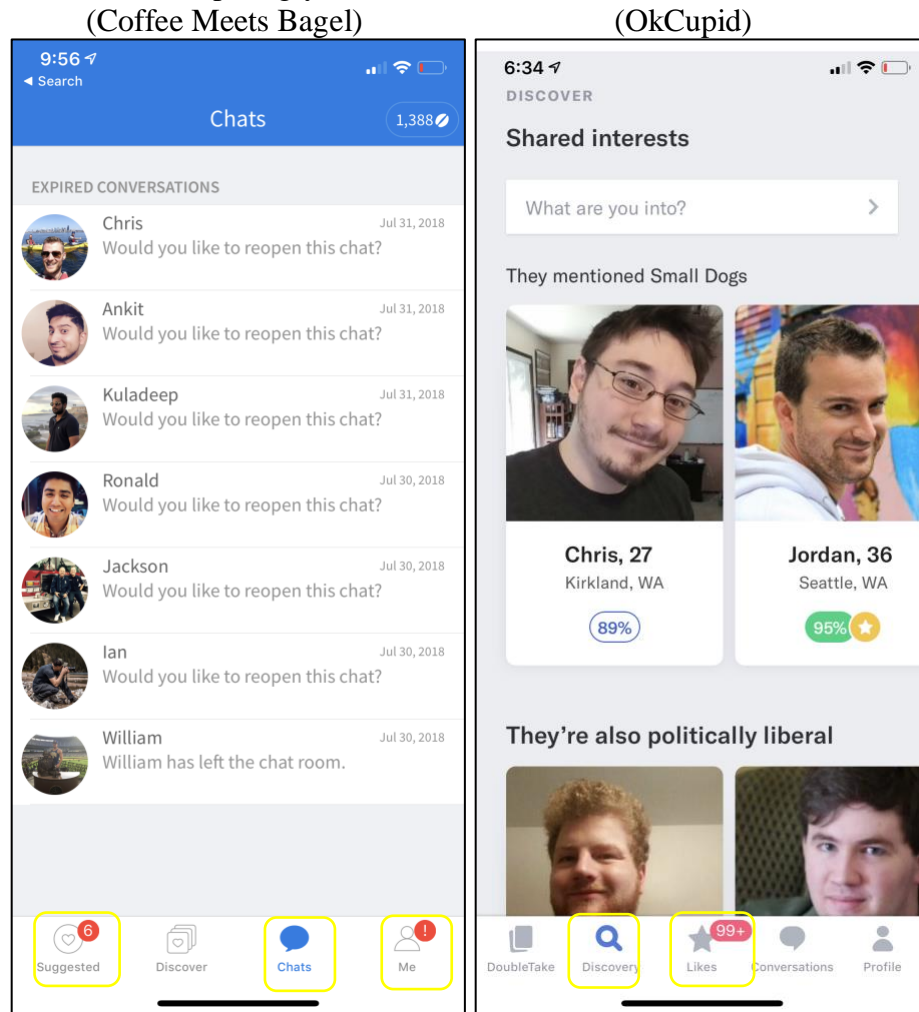 (Coffee Meets Bagel)
9:56
Search
Chats
1,388
EXPIRED CONVERSATIONS
Chris
Jul 31, 2018
Would you like to reopen this chat?
Ankit
Jul 31, 2018
Would you like to reopen this chat?
Kuladeep
Jul 31, 2018
Would you like to reopen this chat?
Ronald
Jul 30, 2018
Would you like to reopen this chat?
Jackson
Jul 30, 2018
Would you like to reopen this chat?
Ian
Jul 30, 2018
Would you like to reopen this chat?
William
Jul 30, 2018
William has left the chat room.
6
!
Suggested
Discover
Chats
Me
(OkCupid)
6:34
DISCOVER
Shared interests
What are you into?
They mentioned Small Dogs
Chris, 27
Kirkland, WA
89%
Jordan, 36
Seattle, WA
95%
They're also politically liberal
99+
DoubleTake
Discovery
Likes
Conversations
Profile